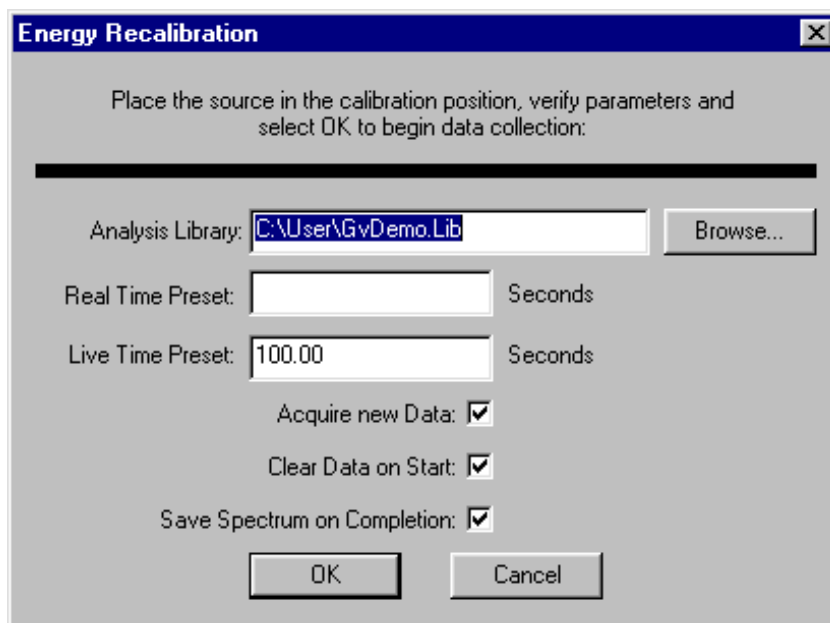 Energy Recalibration
Place the source in the calibration position, verify parameters and
select OK to begin data collection:
Analysis Library: C:\User\GvDemo.Lib Browse...
Real Time Preset: Seconds
Live Time Preset: 100.00 Seconds
Acquire new Data:
Clear Data on Start:
Save Spectrum on Completion:
OK Cancel